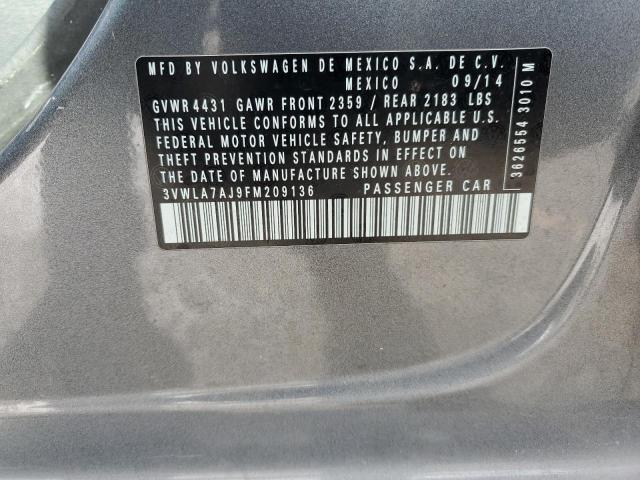 MFD BY VOLKSWAGEN DE MEXICO S.A. DE C.V.
MEXICO 09/14
GVWR 4431 GAWR FRONT 2359 / REAR 2183 LBS
THIS VEHICLE CONFORMS TO ALL APPLICABLE U.S.
FEDERAL MOTOR VEHICLE SAFETY, BUMPER AND
THEFT PREVENTION STANDARDS IN EFFECT ON
THE DATE OF MANUFACTURE SHOWN ABOVE.
3VWLA7AJ9FM209136 PASSENGER CAR
3626554 3010 M